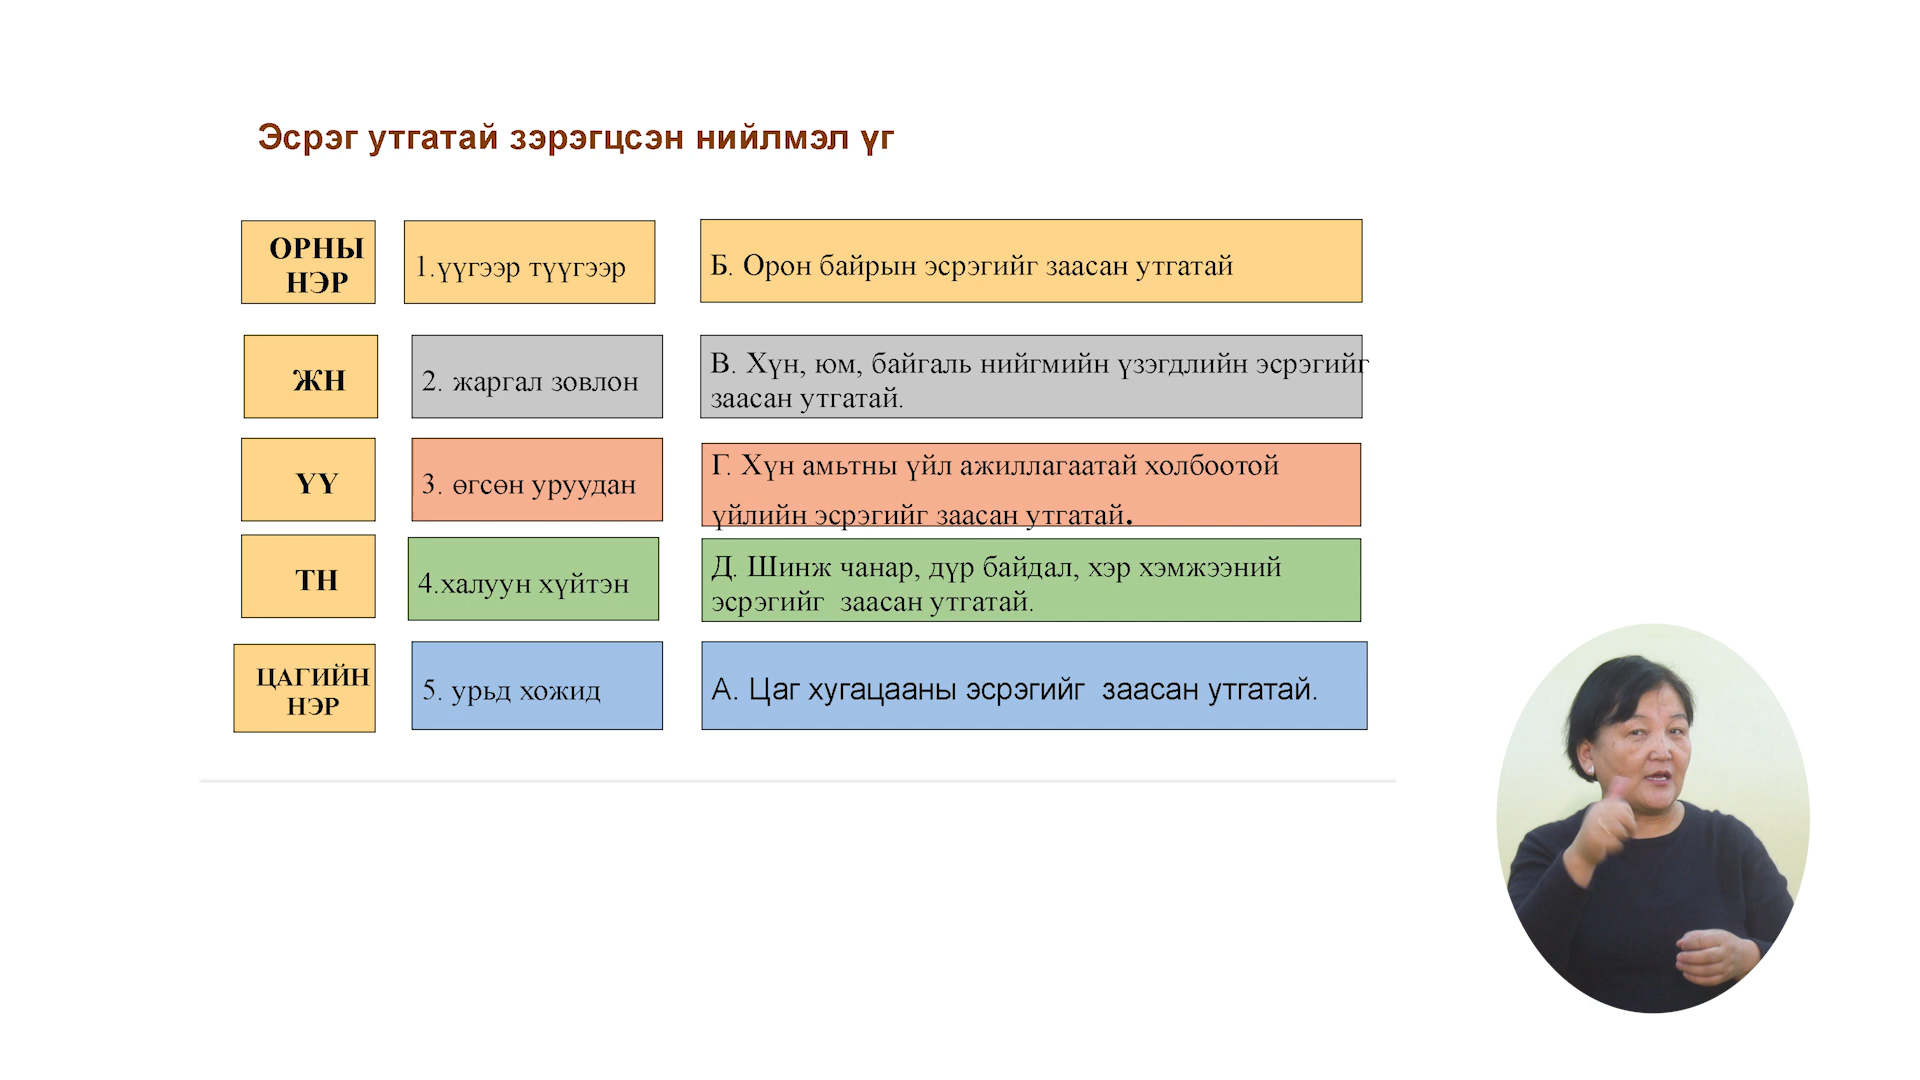 Эсрэг утгатай зэрэгцсэн нийлмэл үг
ОРНЫ
НЭР
1.үүгээр түүгээр
Б. Орон байрын эсрэгийг заасан утгатай
ЖН
2. жаргал зовлон
В. Хүн, юм, байгаль нийгмийн үзэгдлийн эсрэгийг
заасан утгатай.
ҮҮ
3. өгсөн уруудан
Г. Хүн амьтны үйл ажиллагаатай холбоотой
үйлийн эсрэгийг заасан утгатай.
ТН
4.халуун хүйтэн
Д. Шинж чанар, дүр байдал, хэр хэмжээний
эсрэгийг заасан утгатай.
ЦАГИЙН
НЭР
5. урьд хожид
А. Цаг хугацааны эсрэгийг заасан утгатай.